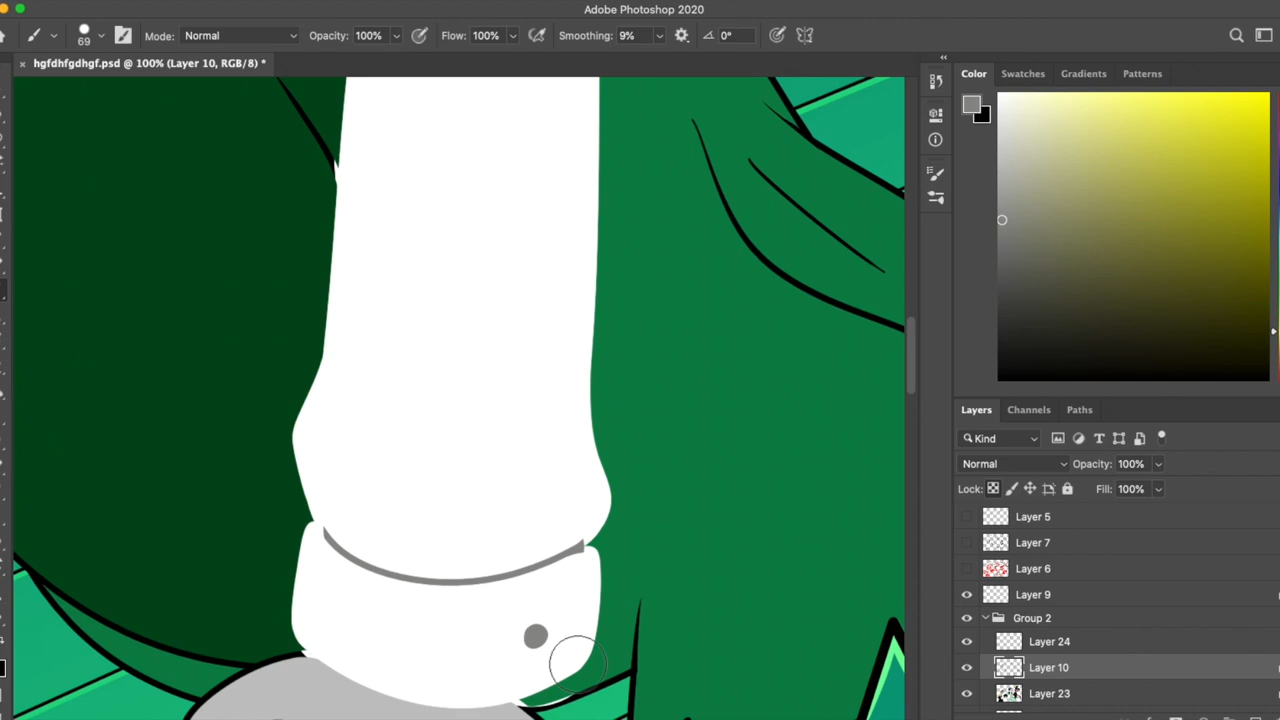 Adobe Photoshop 2020
69 Mode: Normal Opacity: 100% Flow: 100% Smoothing: 9% 0°
× hgfdhfgdhgf.psd @ 100% (Layer 10, RGB/8) *
Color Swatches Gradients Patterns
Layers Channels Paths
Kind
Normal Opacity: 100%
Lock: Fill: 100%
Layer 5
Layer 7
Layer 6
Layer 9
Group 2
Layer 24
Layer 10
Layer 23